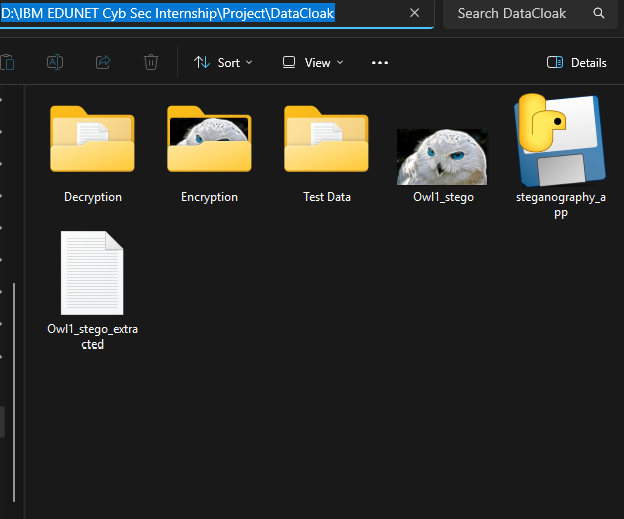 D:\IBM EDUNET Cyb Sec Internship\Project\DataCloak
Search DataCloak
Sort
View
Details
Decryption
Encryption
Test Data
Owl1_stego
steganography_a
pp
Owl1_stego_extra
cted